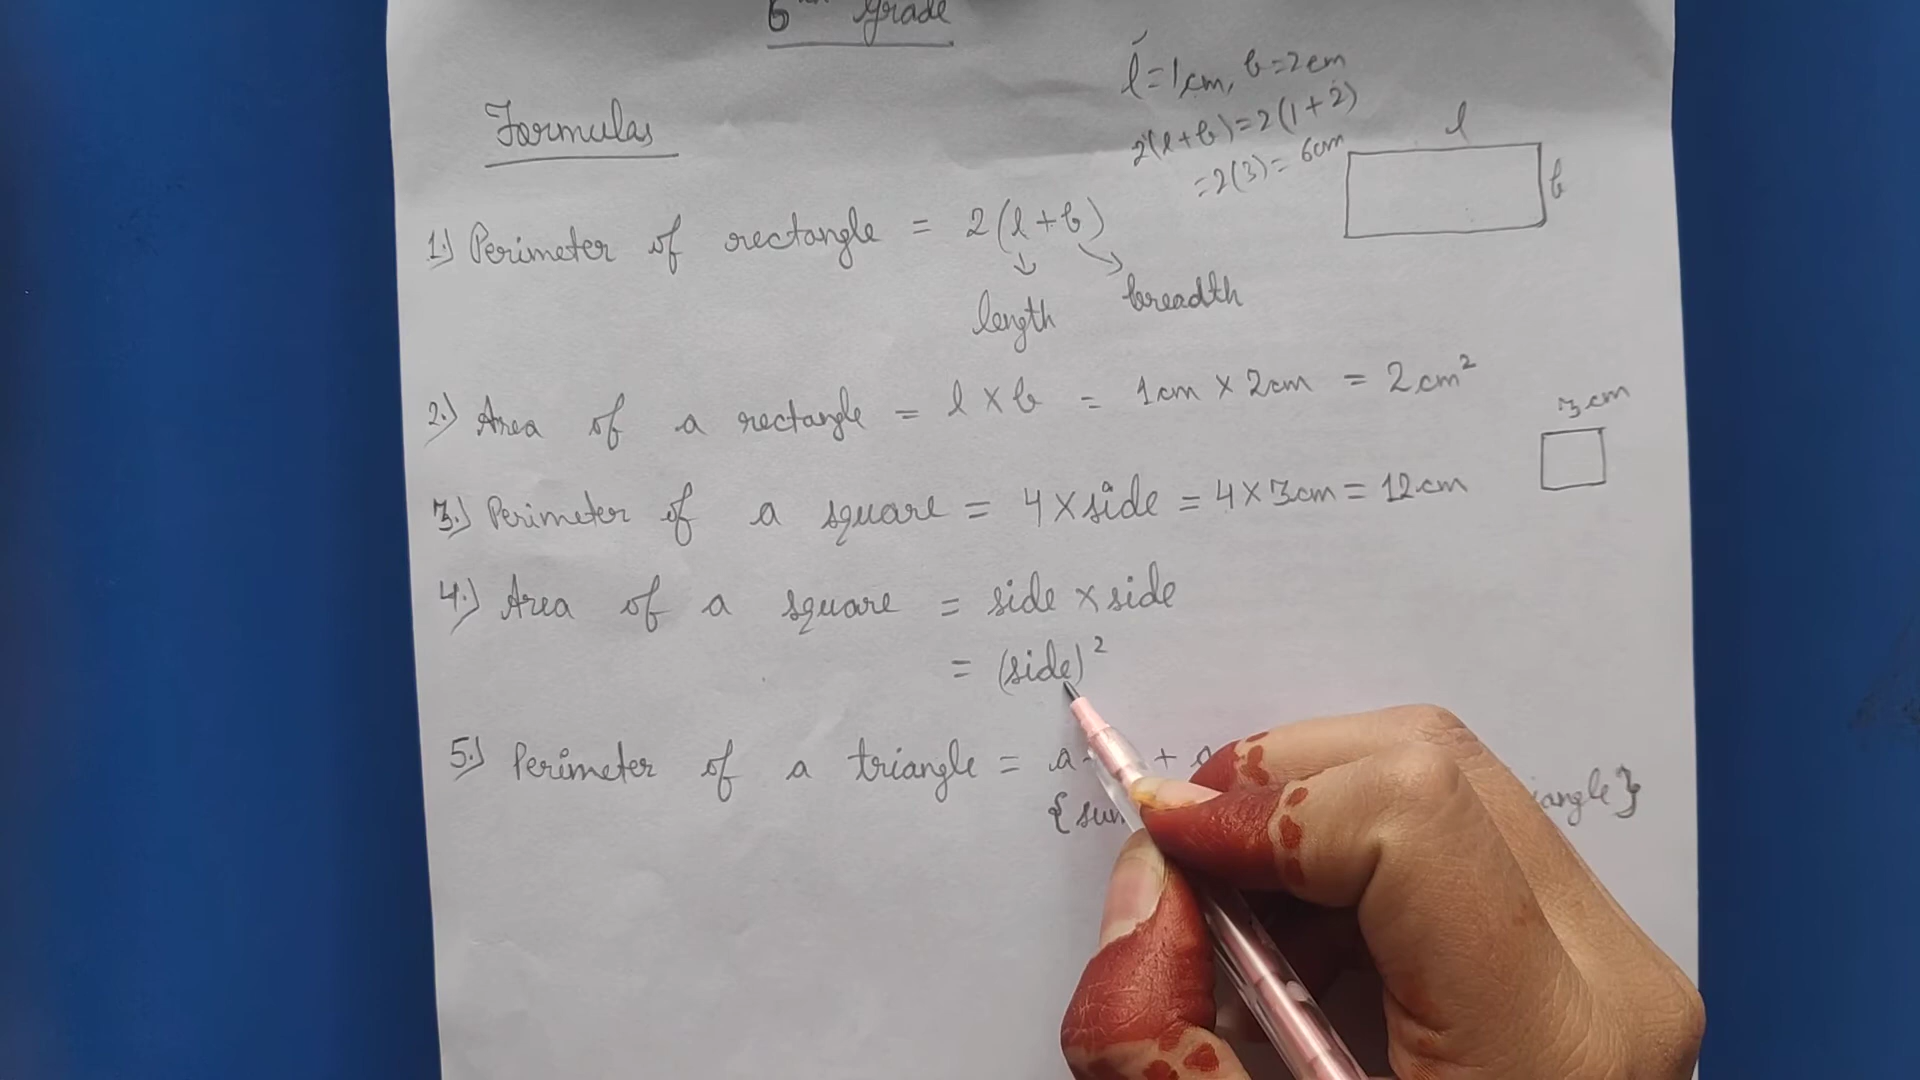 6th Grade
Formulas
l = 1cm, b = 2cm
2(l+b) = 2(1+2)
= 2(3) = 6cm
l
b
1.) Perimeter of rectangle = 2(l+b)
length
breadth
2.) Area of a rectangle = l × b = 1cm × 2cm = 2cm²
3cm
3.) Perimeter of a square = 4 × side = 4 × 3cm = 12cm
4.) Area of a square = side × side
= (side)²
5.) Perimeter of a triangle = a +